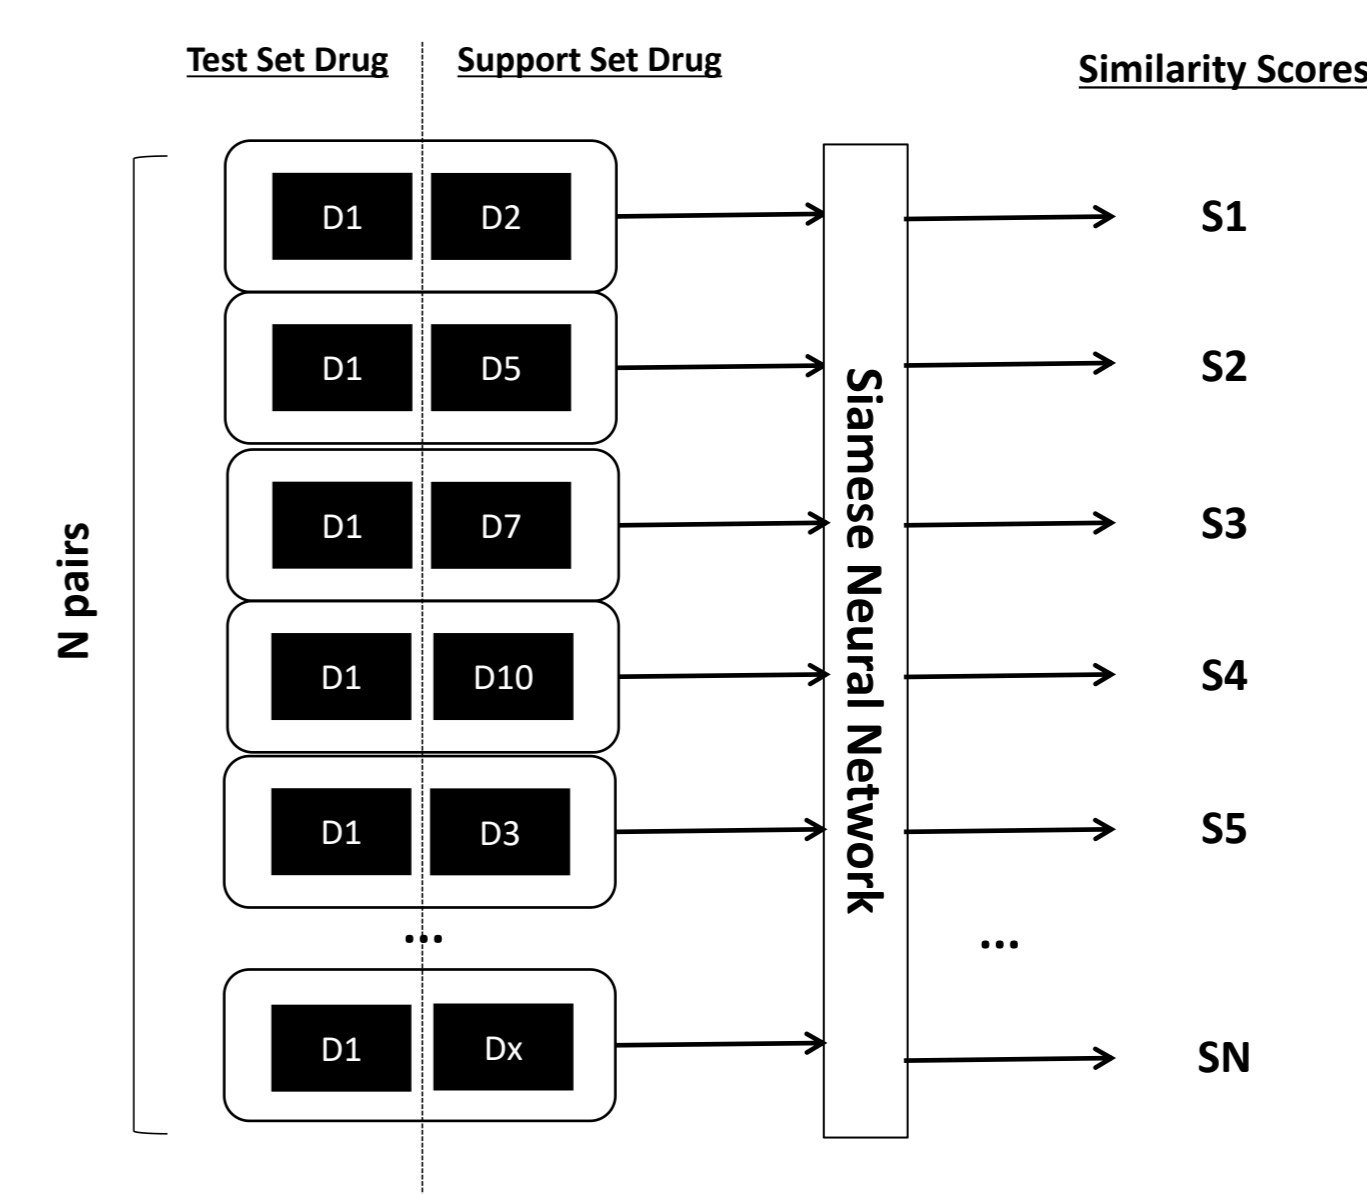 Test Set Drug
Support Set Drug
Similarity Scores
D1
D2
S1
D1
D5
S2
D1
D7
S3
D1
D10
S4
D1
D3
S5
...
...
D1
Dx
SN
N pairs
Siamese Neural Network